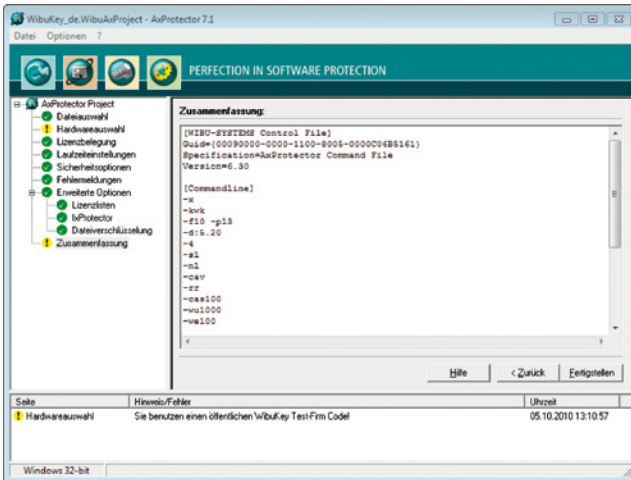 WibuKey_de.WibuAxProject - AxProtector 7.1
Datei Optionen ?
PERFECTION IN SOFTWARE PROTECTION
AxProtector Project
Dateiauswahl
Hardwareauswahl
Lizenzbelegung
Laufzeiteinstellungen
Sicherheitsoptionen
Fehlermeldungen
Erweiterte Optionen
Lizenzlisten
IxProtector
Dateiverschlüsselung
Zusammenfassung
Zusammenfassung:
[WIBU-SYSTEMS Control File]
Guid={00090000-0000-1100-8005-0000C06B5161}
Specification=AxProtector Command File
Version=6.30
[Commandline]
-x
-kwk
-f10 -p13
-d:5.20
-4
-sl
-nl
-cav
-rr
-cas100
-wu1000
-we100
Hilfe
< Zurück
Fertigstellen
Seite Hinweis/Fehler Uhrzeit
Hardwareauswahl Sie benutzen einen öffentlichen WibuKey Test-Firm Code! 05.10.2010 13:10:57
Windows 32-bit